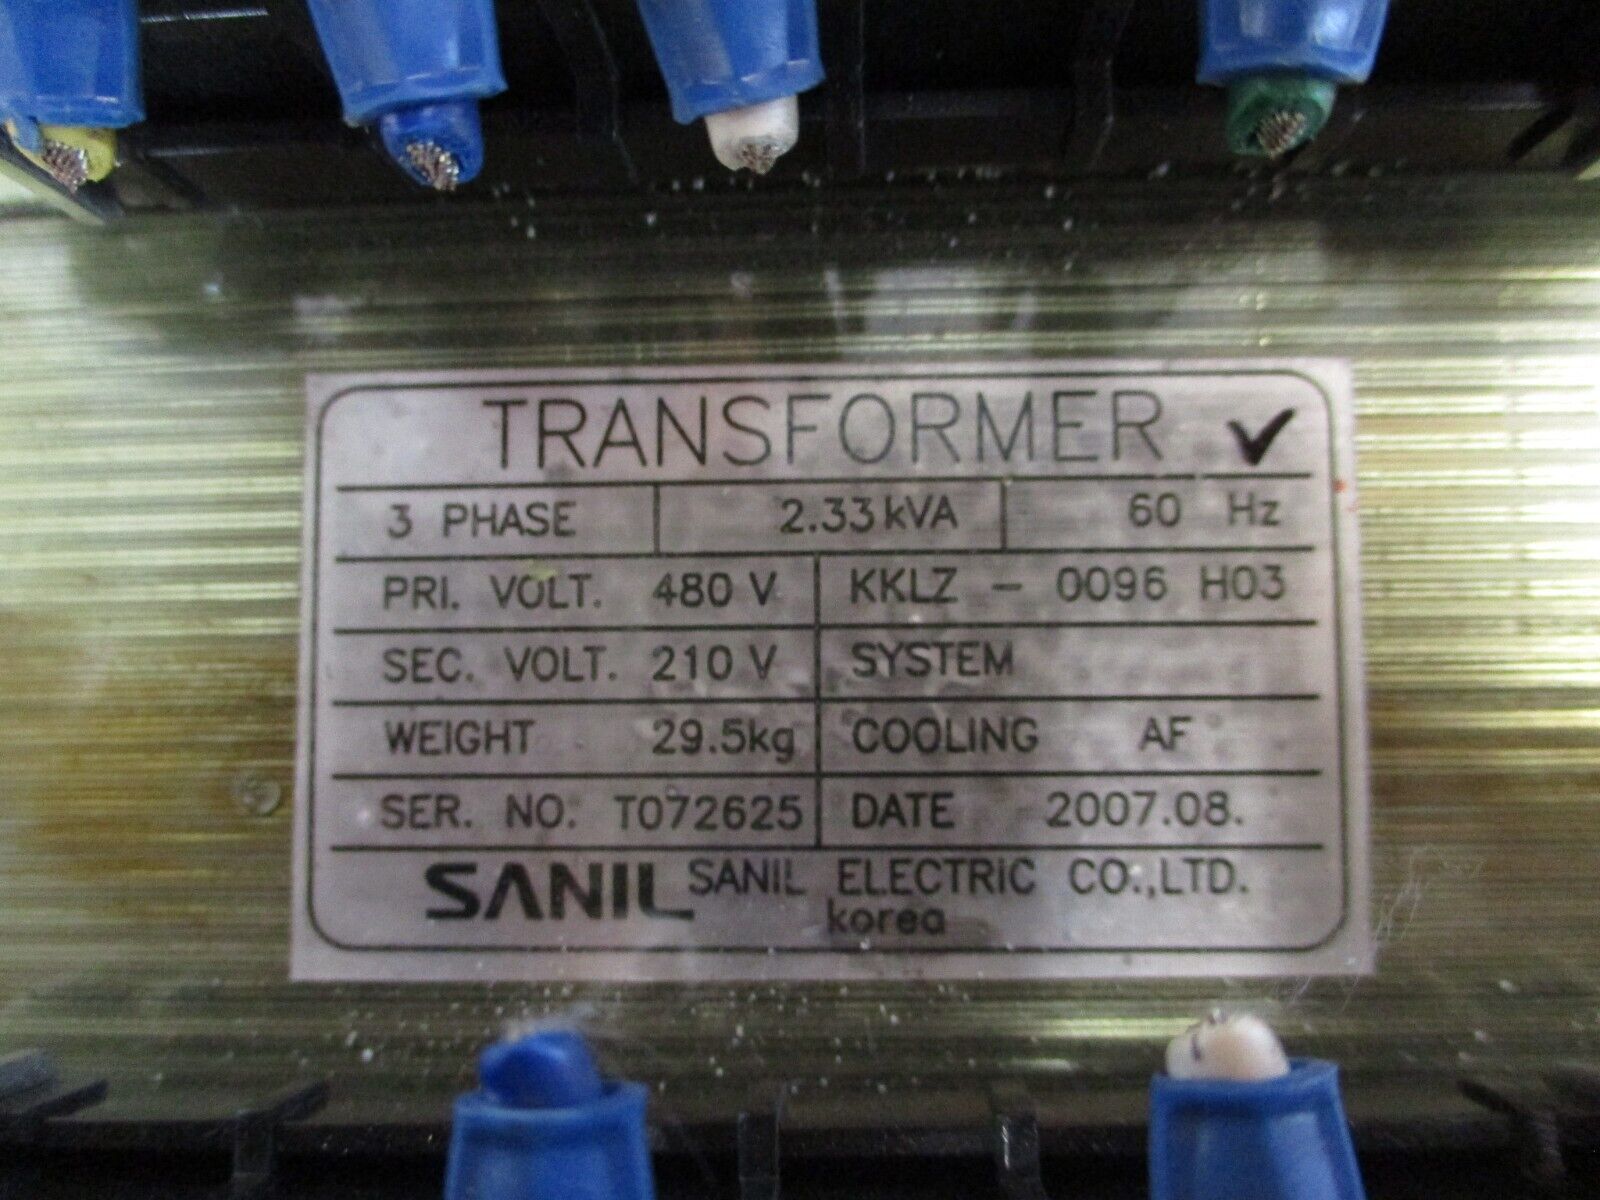 TRANSFORMER ✓
3 PHASE 2.33kVA 60 Hz
PRI. VOLT. 480 V KKLZ - 0096 H03
SEC. VOLT. 210 V SYSTEM
WEIGHT 29.5kg COOLING AF
SER. NO. T072625 DATE 2007.08.
SANIL SANIL ELECTRIC CO.,LTD.
korea